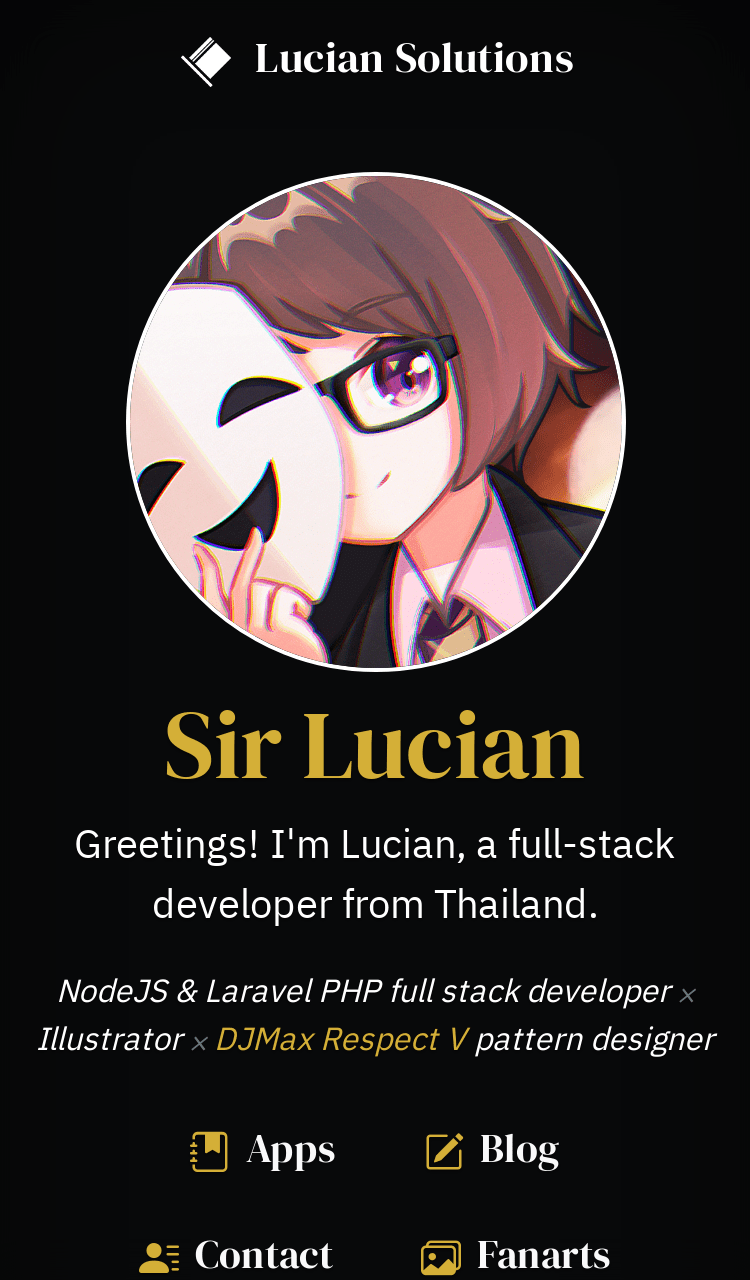 Lucian Solutions
Sir Lucian
Greetings! I'm Lucian, a full-stack
developer from Thailand.
NodeJS & Laravel PHP full stack developer ×
Illustrator × DJMax Respect V pattern designer
Apps
Blog
Contact
Fanarts